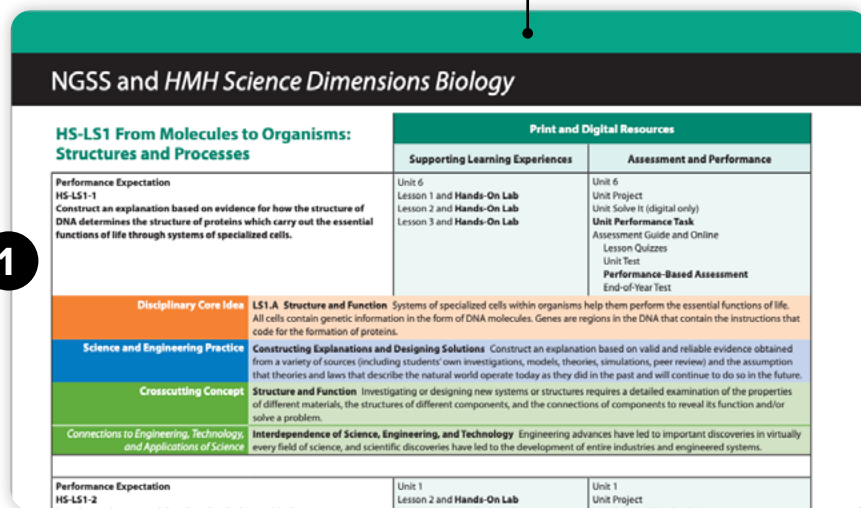 NGSS and HMH Science Dimensions Biology
HS-LS1 From Molecules to Organisms:
Structures and Processes
Print and Digital Resources
Supporting Learning Experiences
Assessment and Performance
Performance Expectation
HS-LS1-1
Construct an explanation based on evidence for how the structure of
DNA determines the structure of proteins which carry out the essential
functions of life through systems of specialized cells.
Unit 6
Lesson 1 and Hands-On Lab
Lesson 2 and Hands-On Lab
Lesson 3 and Hands-On Lab
Unit 6
Unit Project
Unit Solve It (digital only)
Unit Performance Task
Assessment Guide and Online
Lesson Quizzes
Unit Test
Performance-Based Assessment
End-of-Year Test
1
Disciplinary Core Idea
LS1.A Structure and Function Systems of specialized cells within organisms help them perform the essential functions of life.
All cells contain genetic information in the form of DNA molecules. Genes are regions in the DNA that contain the instructions that
code for the formation of proteins.
Science and Engineering Practice
Constructing Explanations and Designing Solutions Construct an explanation based on valid and reliable evidence obtained
from a variety of sources (including students' own investigations, models, theories, simulations, peer review) and the assumption
that theories and laws that describe the natural world operate today as they did in the past and will continue to do so in the future.
Crosscutting Concept
Structure and Function Investigating or designing new systems or structures requires a detailed examination of the properties
of different materials, the structures of different components, and the connections of components to reveal its function and/or
solve a problem.
Connections to Engineering, Technology,
and Applications of Science
Interdependence of Science, Engineering, and Technology Engineering advances have led to important discoveries in virtually
every field of science, and scientific discoveries have led to the development of entire industries and engineered systems.
Performance Expectation
HS-LS1-2
Unit 1
Lesson 2 and Hands-On Lab
Unit 1
Unit Project